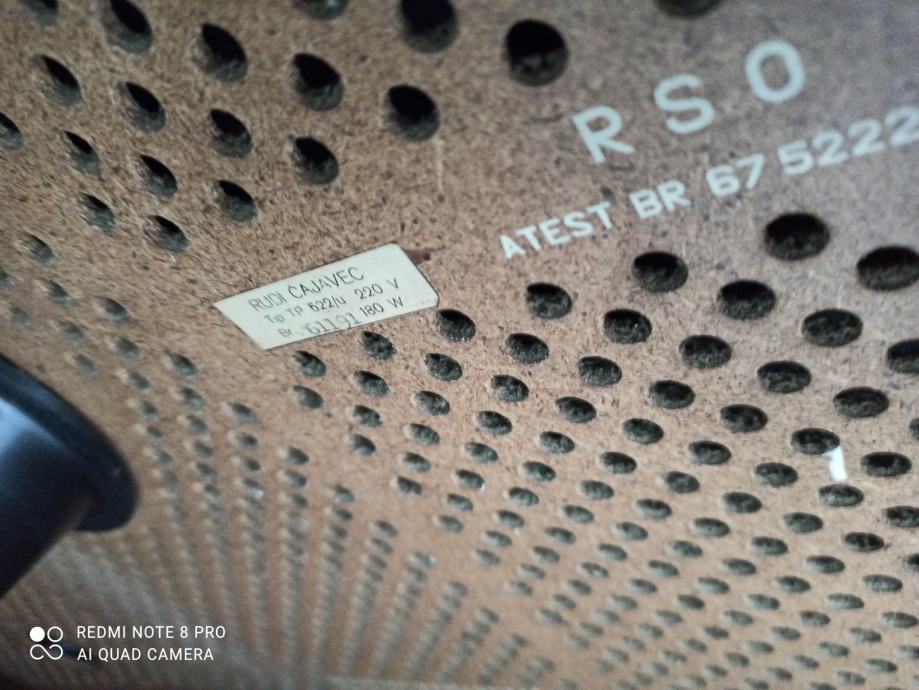 R S O
ATEST BR 67 5222
RUDI ČAJAVEC
Tip TP 622/u 220 V
Br. 61191 180 W
REDMI NOTE 8 PRO
AI QUAD CAMERA